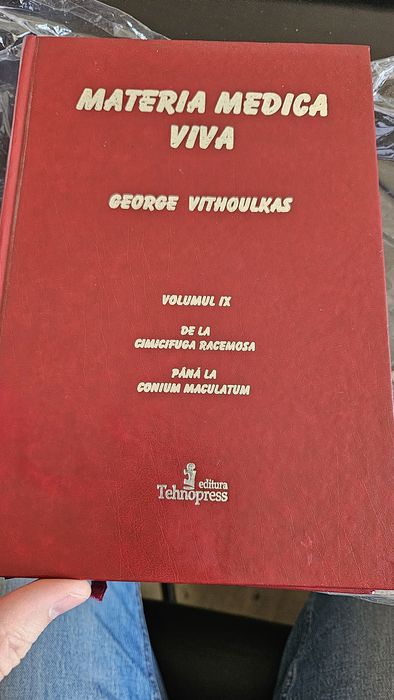 MATERIA MEDICA
VIVA
GEORGE VITHOULKAS
VOLUMUL IX
DE LA
CIMICIFUGA RACEMOSA
PÂNĂ LA
CONIUM MACULATUM
editura
Tehnopress